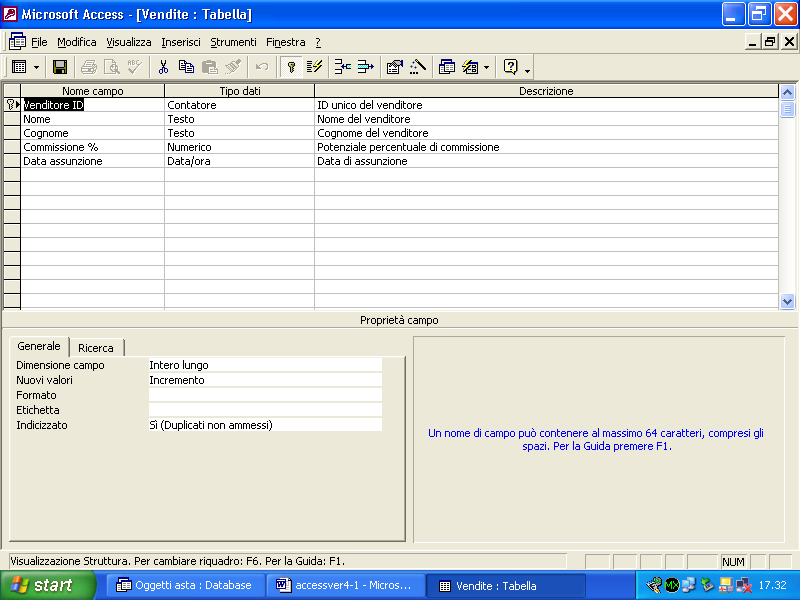 Microsoft Access - [Vendite : Tabella]
File Modifica Visualizza Inserisci Strumenti Finestra ?
Nome campo Tipo dati Descrizione
Venditore ID Contatore ID unico del venditore
Nome Testo Nome del venditore
Cognome Testo Cognome del venditore
Commissione % Numerico Potenziale percentuale di commissione
Data assunzione Data/ora Data di assunzione
Proprietà campo
Generale Ricerca
Dimensione campo Intero lungo
Nuovi valori Incremento
Formato
Etichetta
Indicizzato Sì (Duplicati non ammessi)
Un nome di campo può contenere al massimo 64 caratteri, compresi gli
spazi. Per la Guida premere F1.
Visualizzazione Struttura. Per cambiare riquadro: F6. Per la Guida: F1. NUM
start Oggetti asta : Database accessver4-1 - Micros... Vendite : Tabella 17.32